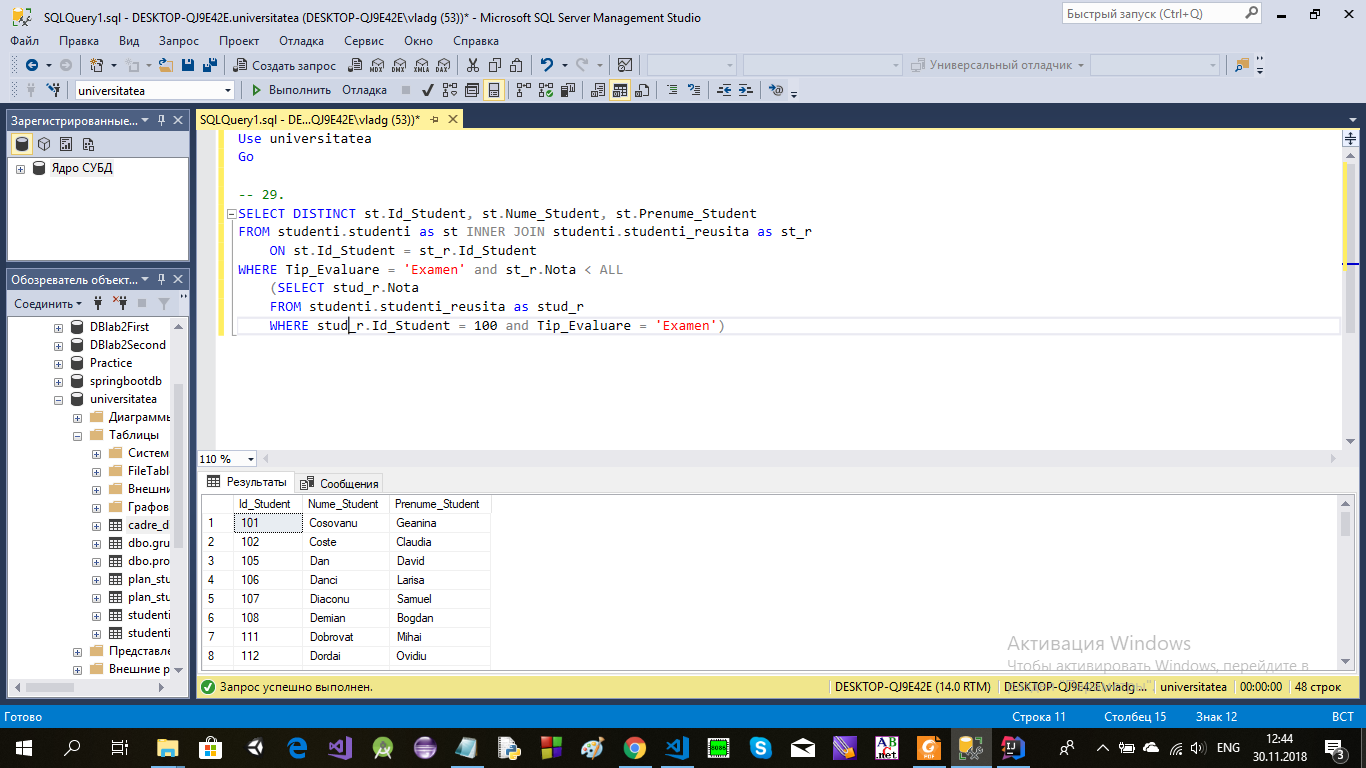 SQLQuery1.sql - DESKTOP-QJ9E42E.universitatea (DESKTOP-QJ9E42E\vladg (53))* - Microsoft SQL Server Management Studio
Быстрый запуск (Ctrl+Q)
Файл Правка Вид Запрос Проект Отладка Сервис Окно Справка
Создать запрос MDX DMX XMLA DAX Универсальный отладчик
universitatea Выполнить Отладка
Зарегистрированные...
Ядро СУБД
Обозреватель объект...
Соединить
DBlab2First
DBlab2Second
Practice
springbootdb
universitatea
Диаграммь
Таблицы
Систем
FileTabl
Внешни
Графов
cadre_d
dbo.gru
dbo.pro
plan_stu
plan_stu
studenti
studenti
Представле
Внешние р
SQLQuery1.sql - DE...QJ9E42E\vladg (53))*
Use universitatea
Go
-- 29.
SELECT DISTINCT st.Id_Student, st.Nume_Student, st.Prenume_Student
FROM studenti.studenti as st INNER JOIN studenti.studenti_reusita as st_r
ON st.Id_Student = st_r.Id_Student
WHERE Tip_Evaluare = 'Examen' and st_r.Nota < ALL
(SELECT stud_r.Nota
FROM studenti.studenti_reusita as stud_r
WHERE stud_r.Id_Student = 100 and Tip_Evaluare = 'Examen')
110 %
Результаты Сообщения
Id_Student Nume_Student Prenume_Student
1 101 Cosovanu Geanina
2 102 Coste Claudia
3 105 Dan David
4 106 Danci Larisa
5 107 Diaconu Samuel
6 108 Demian Bogdan
7 111 Dobrovat Mihai
8 112 Dordai Ovidiu
Активация Windows
Чтобы активировать Windows, перейдите в
Запрос успешно выполнен. DESKTOP-QJ9E42E (14.0 RTM) DESKTOP-QJ9E42E\vladg ... universitatea 00:00:00 48 строк
Готово Строка 11 Столбец 15 Знак 12 ВСТ
ENG 12:44
30.11.2018 3